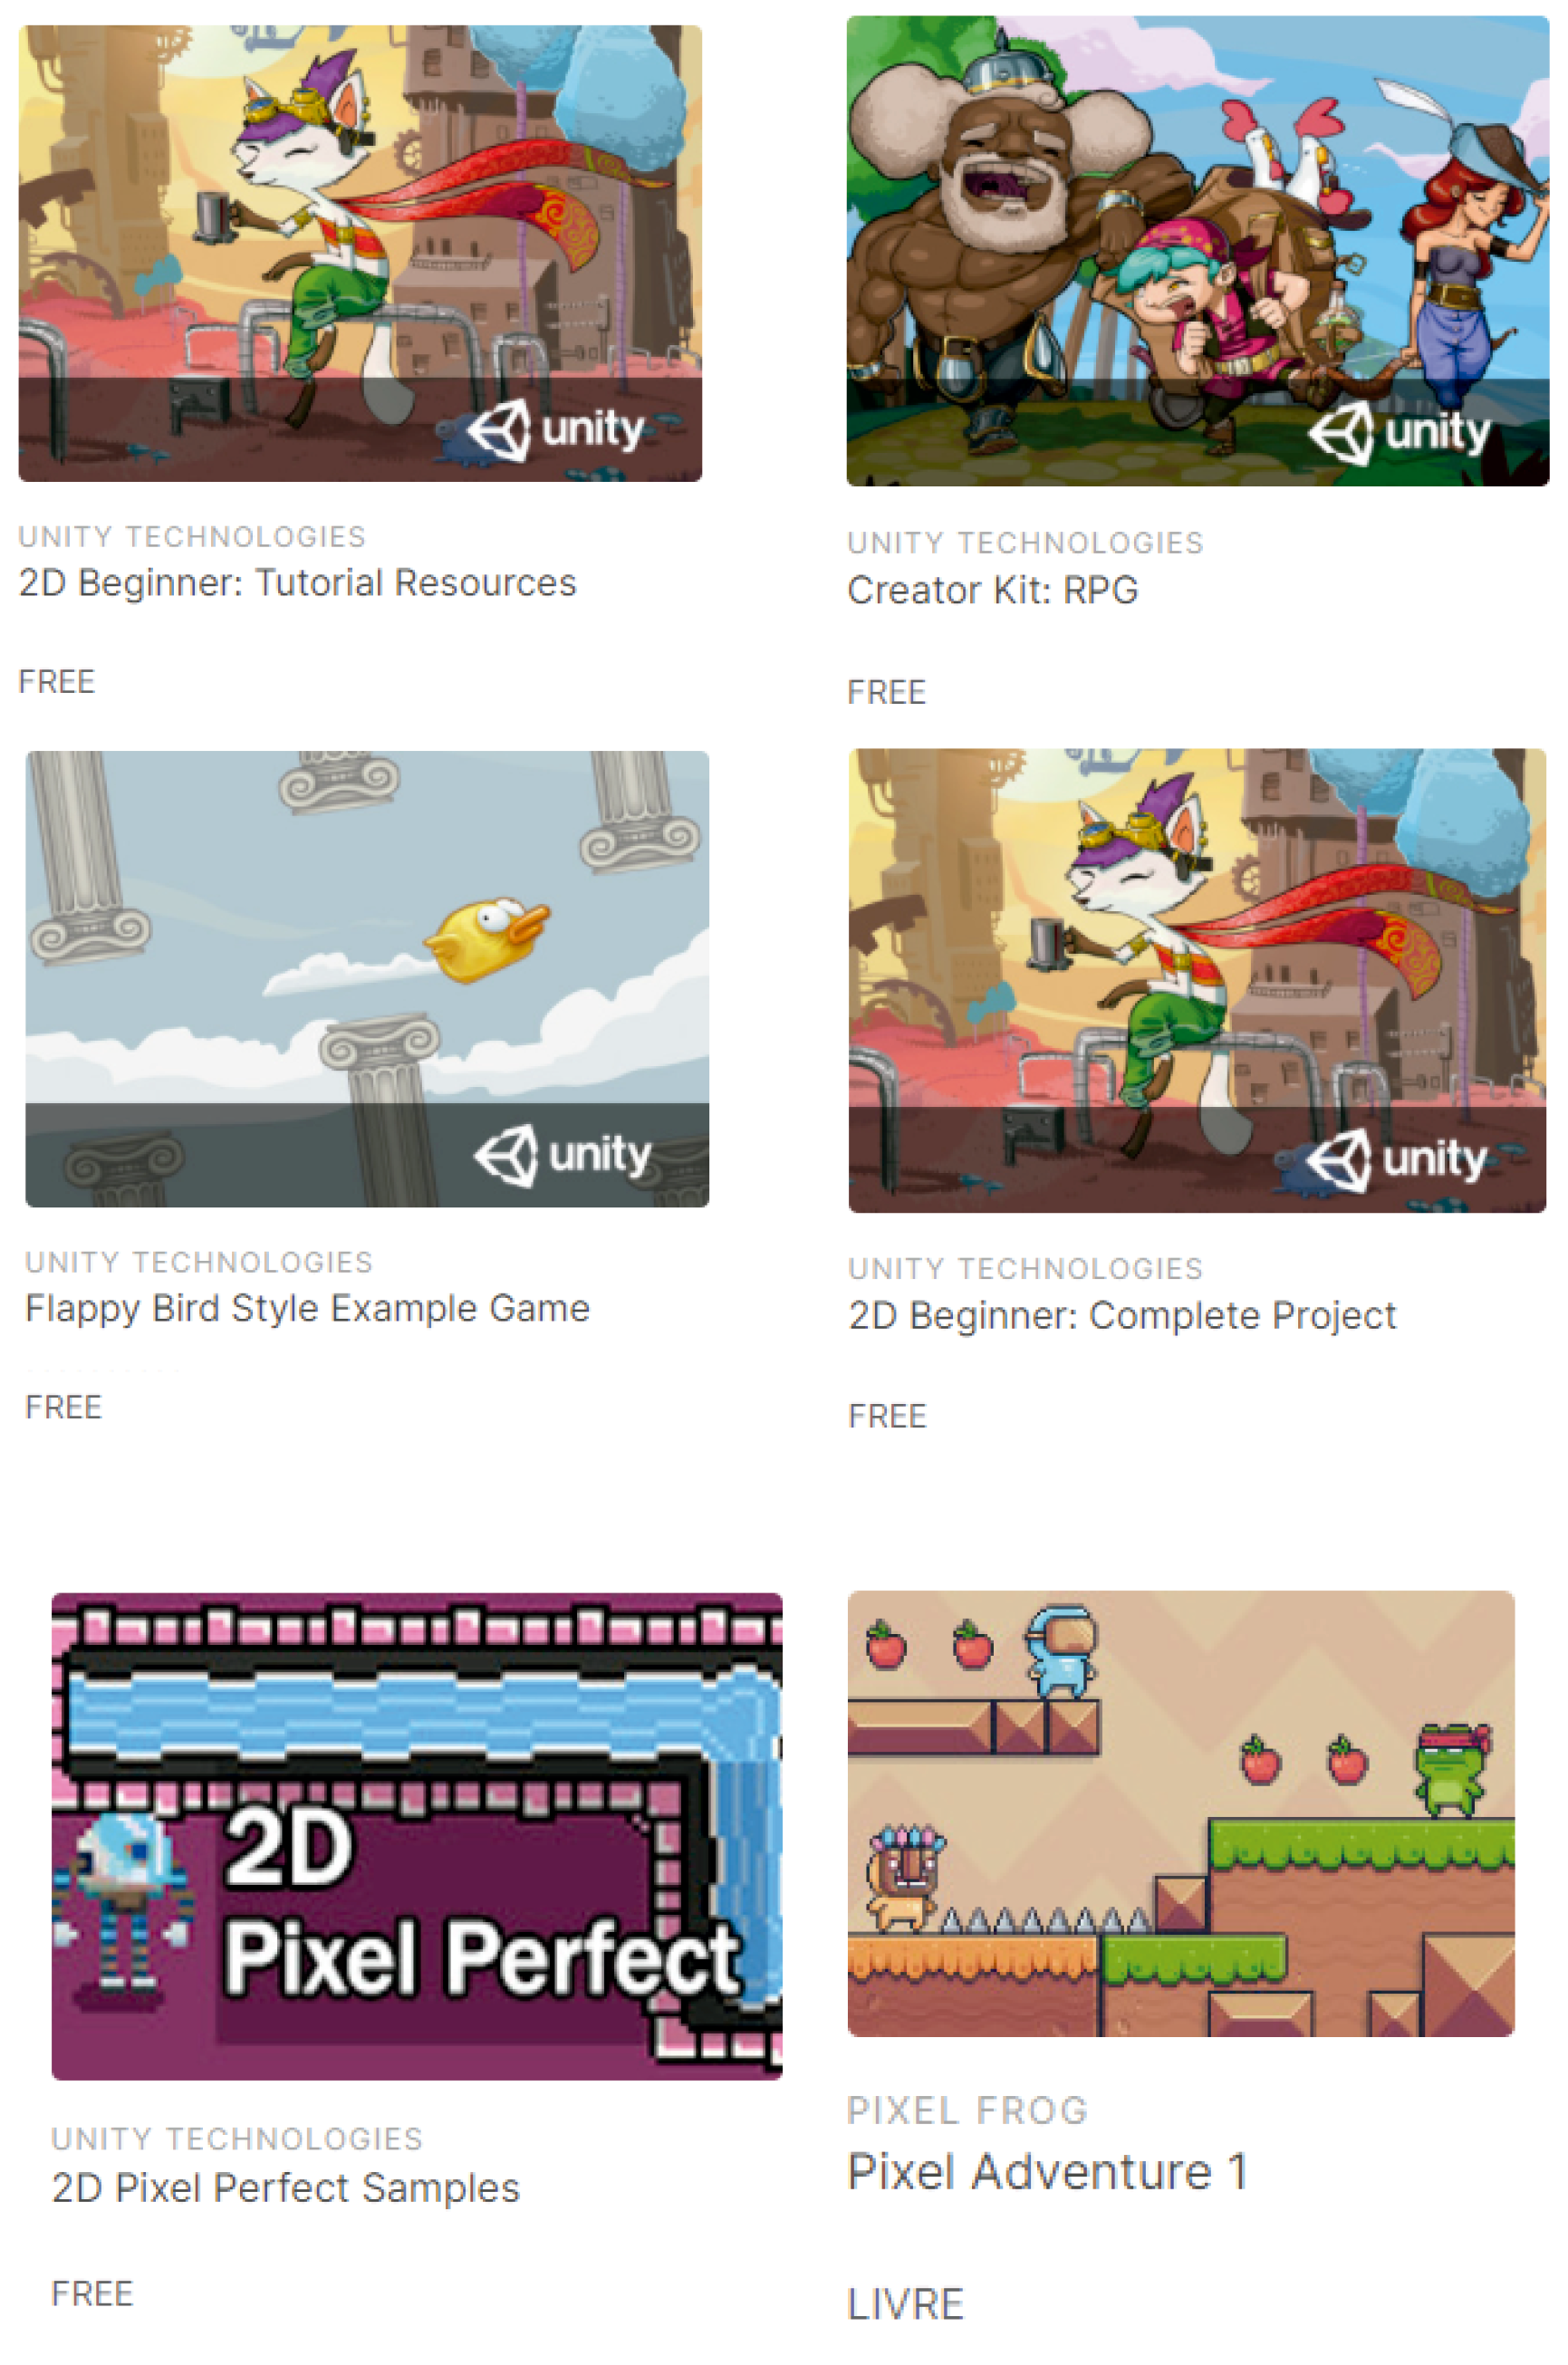 unity
UNITY TECHNOLOGIES
2D Beginner: Tutorial Resources
FREE
unity
UNITY TECHNOLOGIES
Creator Kit: RPG
FREE
unity
UNITY TECHNOLOGIES
Flappy Bird Style Example Game
FREE
unity
UNITY TECHNOLOGIES
2D Beginner: Complete Project
FREE
2D
Pixel Perfect
UNITY TECHNOLOGIES
2D Pixel Perfect Samples
FREE
PIXEL FROG
Pixel Adventure 1
LIVRE